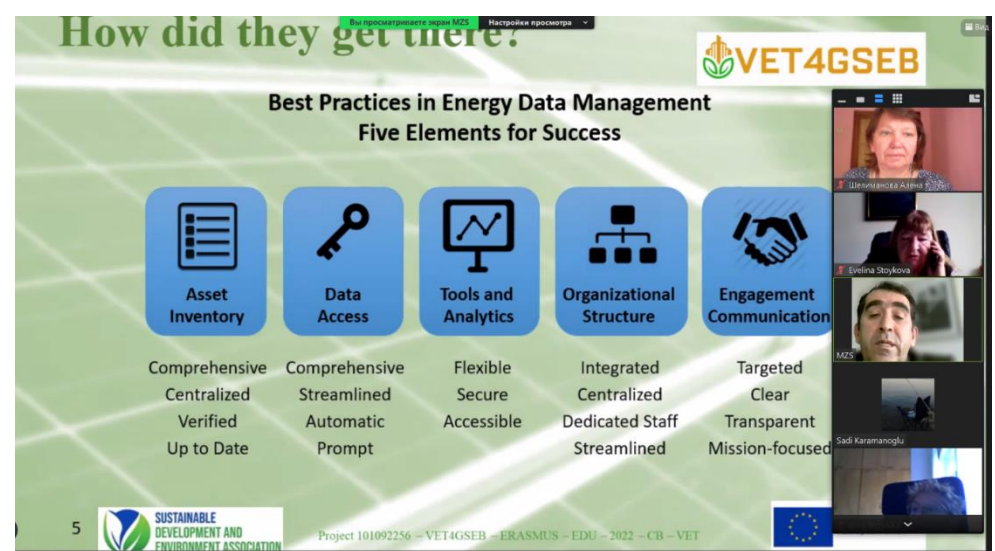 How did they get there?
Вы просматриваете экран MZS
Настройки просмотра
Вид
VET4GSEB
Best Practices in Energy Data Management
Five Elements for Success
Asset
Inventory
Data
Access
Tools and
Analytics
Organizational
Structure
Engagement
Communication
Comprehensive
Centralized
Verified
Up to Date
Comprehensive
Streamlined
Automatic
Prompt
Flexible
Secure
Accessible
Integrated
Centralized
Dedicated Staff
Streamlined
Targeted
Clear
Transparent
Mission-focused
Шелиманова Алена
Evelina Stoykova
MZS
Sadi Karamanoglu
5
SUSTAINABLE
DEVELOPMENT AND
ENVIRONMENT ASSOCIATION
Project 101092256 – VET4GSEB – ERASMUS – EDU – 2022 – CB – VET